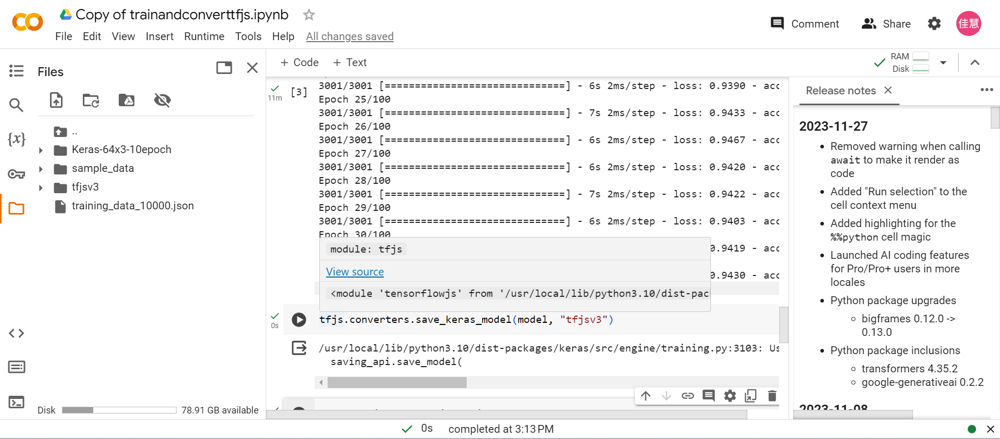 Copy of trainandconverttfjs.ipynb
File Edit View Insert Runtime Tools Help All changes saved
Comment Share 佳慧
Files
+ Code + Text
RAM
Disk
..
Keras-64x3-10epoch
sample_data
tfjsv3
training_data_10000.json
{x}
Disk 78.91 GB available
11m
[3]
3001/3001 [==============================] - 6s 2ms/step - loss: 0.9390 - acc
Epoch 25/100
3001/3001 [==============================] - 7s 2ms/step - loss: 0.9433 - acc
Epoch 26/100
3001/3001 [==============================] - 6s 2ms/step - loss: 0.9467 - acc
Epoch 27/100
3001/3001 [==============================] - 6s 2ms/step - loss: 0.9420 - acc
Epoch 28/100
3001/3001 [==============================] - 7s 2ms/step - loss: 0.9422 - acc
Epoch 29/100
3001/3001 [==============================] - 6s 2ms/step - loss: 0.9403 - acc
Epoch 30/100
0.9419 - acc
0.9430 - acc
module: tfjs
View source
<module 'tensorflowjs' from '/usr/local/lib/python3.10/dist-pac
0s
tfjs.converters.save_keras_model(model, "tfjsv3")
/usr/local/lib/python3.10/dist-packages/keras/src/engine/training.py:3103: Us
saving_api.save_model(
Release notes
2023-11-27
Removed warning when calling
await to make it render as
code
Added "Run selection" to the
cell context menu
Added highlighting for the
%%python cell magic
Launched AI coding features
for Pro/Pro+ users in more
locales
Python package upgrades
bigframes 0.12.0 ->
0.13.0
Python package inclusions
transformers 4.35.2
google-generativeai 0.2.2
2023-11-08
0s completed at 3:13 PM